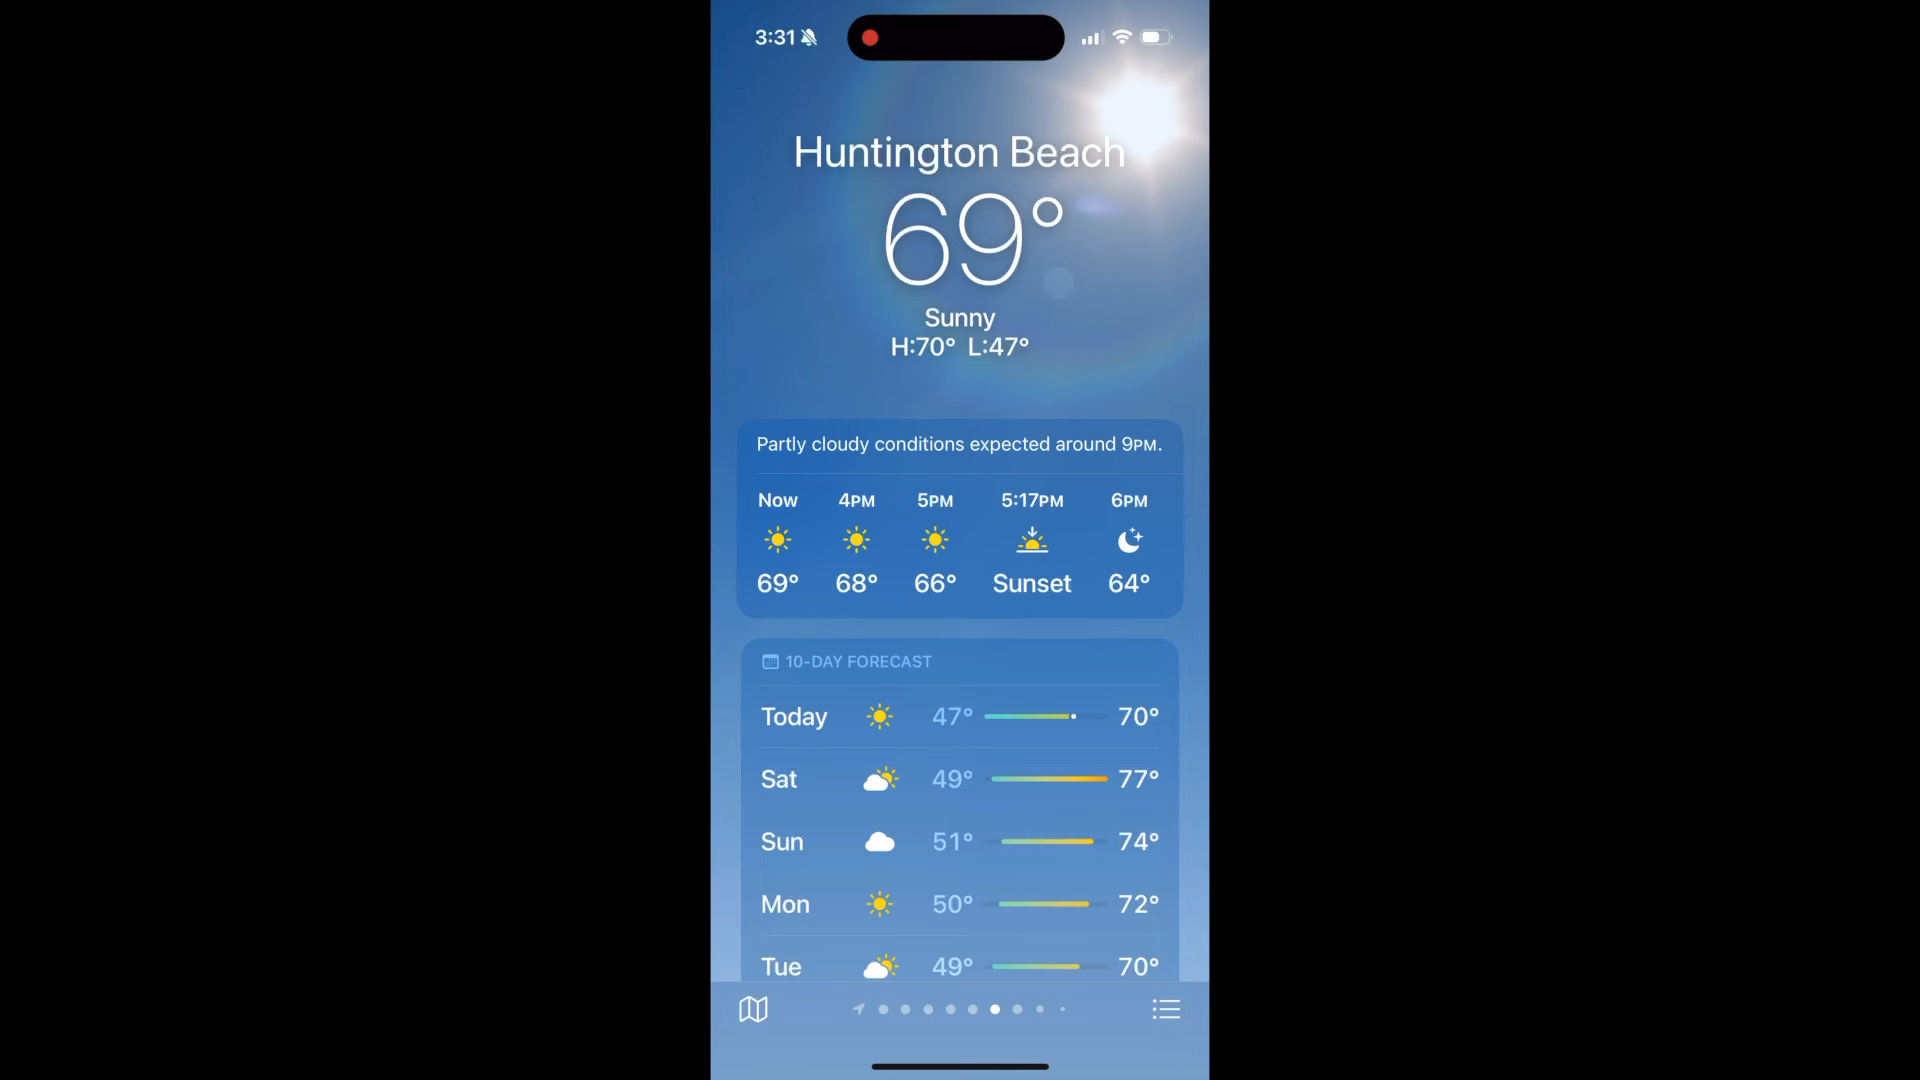 3:31
Huntington Beach
69°
Sunny
H:70° L:47°
Partly cloudy conditions expected around 9PM.
Now 4PM 5PM 5:17PM 6PM
69° 68° 66° Sunset 64°
10-DAY FORECAST
Today 47° 70°
Sat 49° 77°
Sun 51° 74°
Mon 50° 72°
Tue 49° 70°